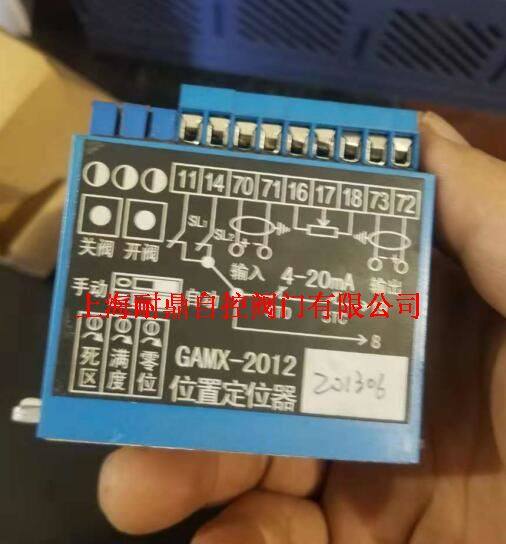 11 14 70 71 16 17 18 73 72
SL₁
SL₂
关阀 开阀
输入 4-20mA 输出
手动
上海耐鼎自控阀门有限公司
8
死区 满度 零位
GAMX-2012
位置定位器
201306